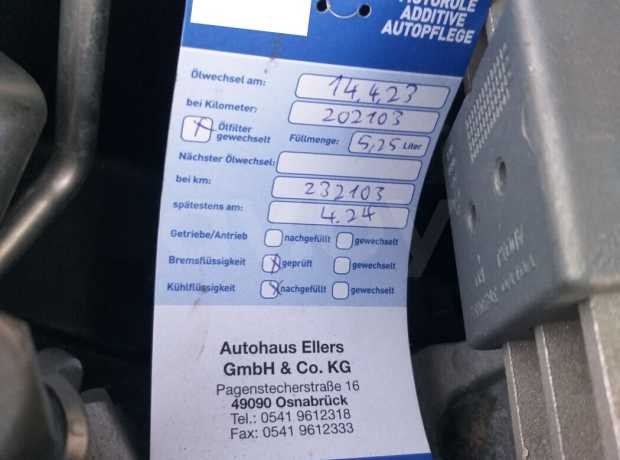 MOTORÖLE
ADDITIVE
AUTOPFLEGE
Ölwechsel am: 14.4.23
bei Kilometer: 202103
Ölfilter gewechselt Füllmenge: 5,25 Liter
Nächster Ölwechsel:
bei km: 232103
spätestens am: 4.24
Getriebe/Antrieb nachgefüllt gewechselt
Bremsflüssigkeit geprüft gewechselt
Kühlflüssigkeit nachgefüllt gewechselt
Autohaus Ellers
GmbH & Co. KG
Pagenstecherstraße 16
49090 Osnabrück
Tel.: 0541 9612318
Fax: 0541 9612333